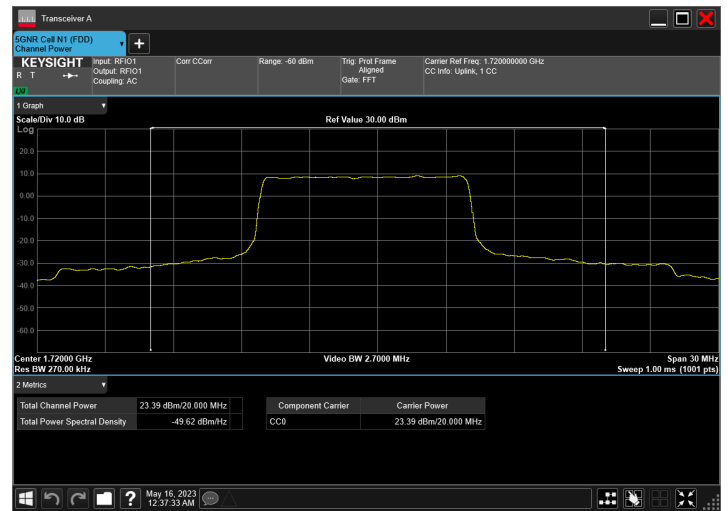 Transceiver A
5GNR Cell N1 (FDD)
Channel Power
KEYSIGHT
R T
LXI
Input: RFIO1
Output: RFIO1
Coupling: AC
Corr CCorr
Range: -60 dBm
Trig: Prot Frame
Aligned
Gate: FFT
Carrier Ref Freq: 1.720000000 GHz
CC Info: Uplink, 1 CC
1 Graph
Scale/Div 10.0 dB
Ref Value 30.00 dBm
Log
20.0
10.0
0.00
-10.0
-20.0
-30.0
-40.0
-50.0
-60.0
Center 1.72000 GHz
Video BW 2.7000 MHz
Span 30 MHz
Res BW 270.00 kHz
Sweep 1.00 ms (1001 pts)
2 Metrics
Total Channel Power 23.39 dBm/20.000 MHz
Total Power Spectral Density -49.62 dBm/Hz
Component Carrier Carrier Power
CC0 23.39 dBm/20.000 MHz
?
May 16, 2023
12:37:33 AM